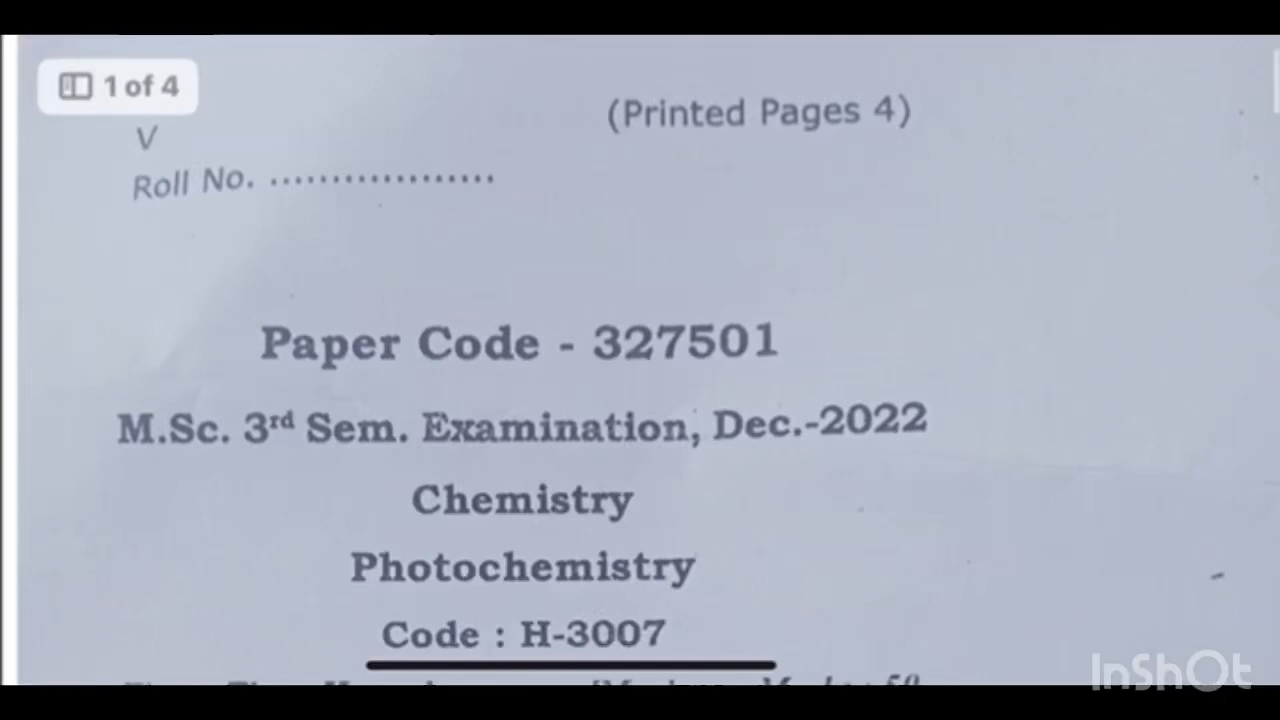 1 of 4
(Printed Pages 4)
V
Roll No. ..................
Paper Code - 327501
M.Sc. 3rd Sem. Examination, Dec.-2022
Chemistry
Photochemistry
Code : H-3007
InShOt